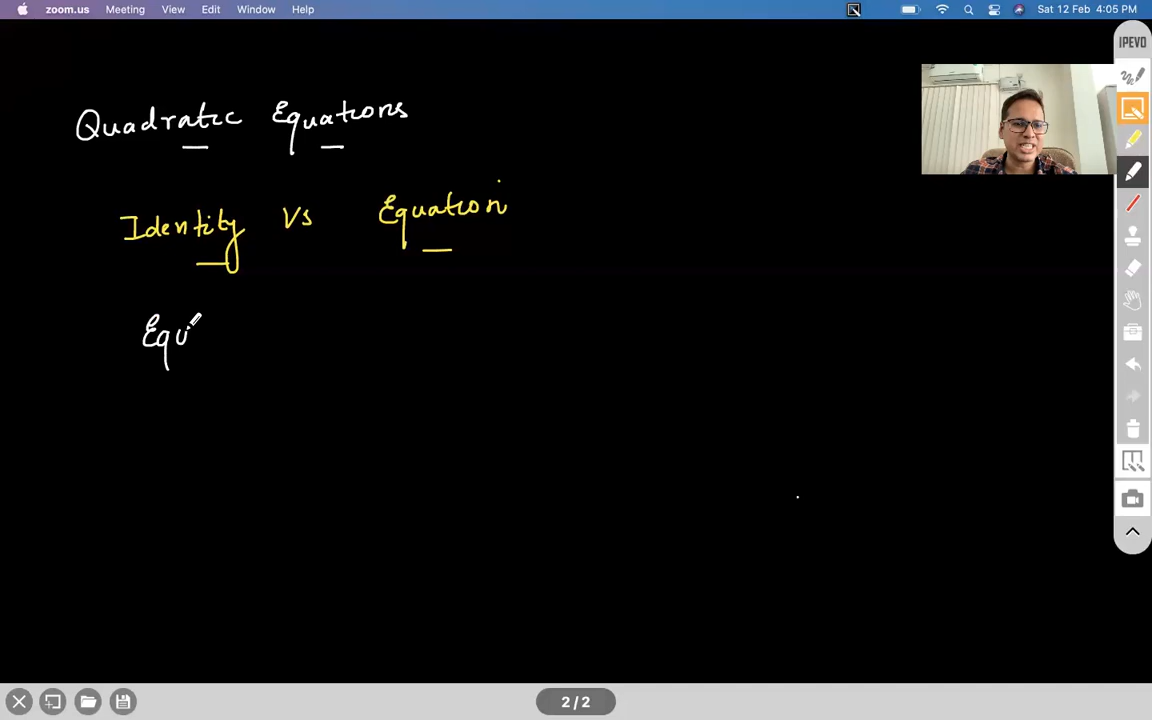 zoom.us Meeting View Edit Window Help Sat 12 Feb 4:05 PM
IPEVO
Quadratic Equations
Identity Vs Equation
Equ
2/2